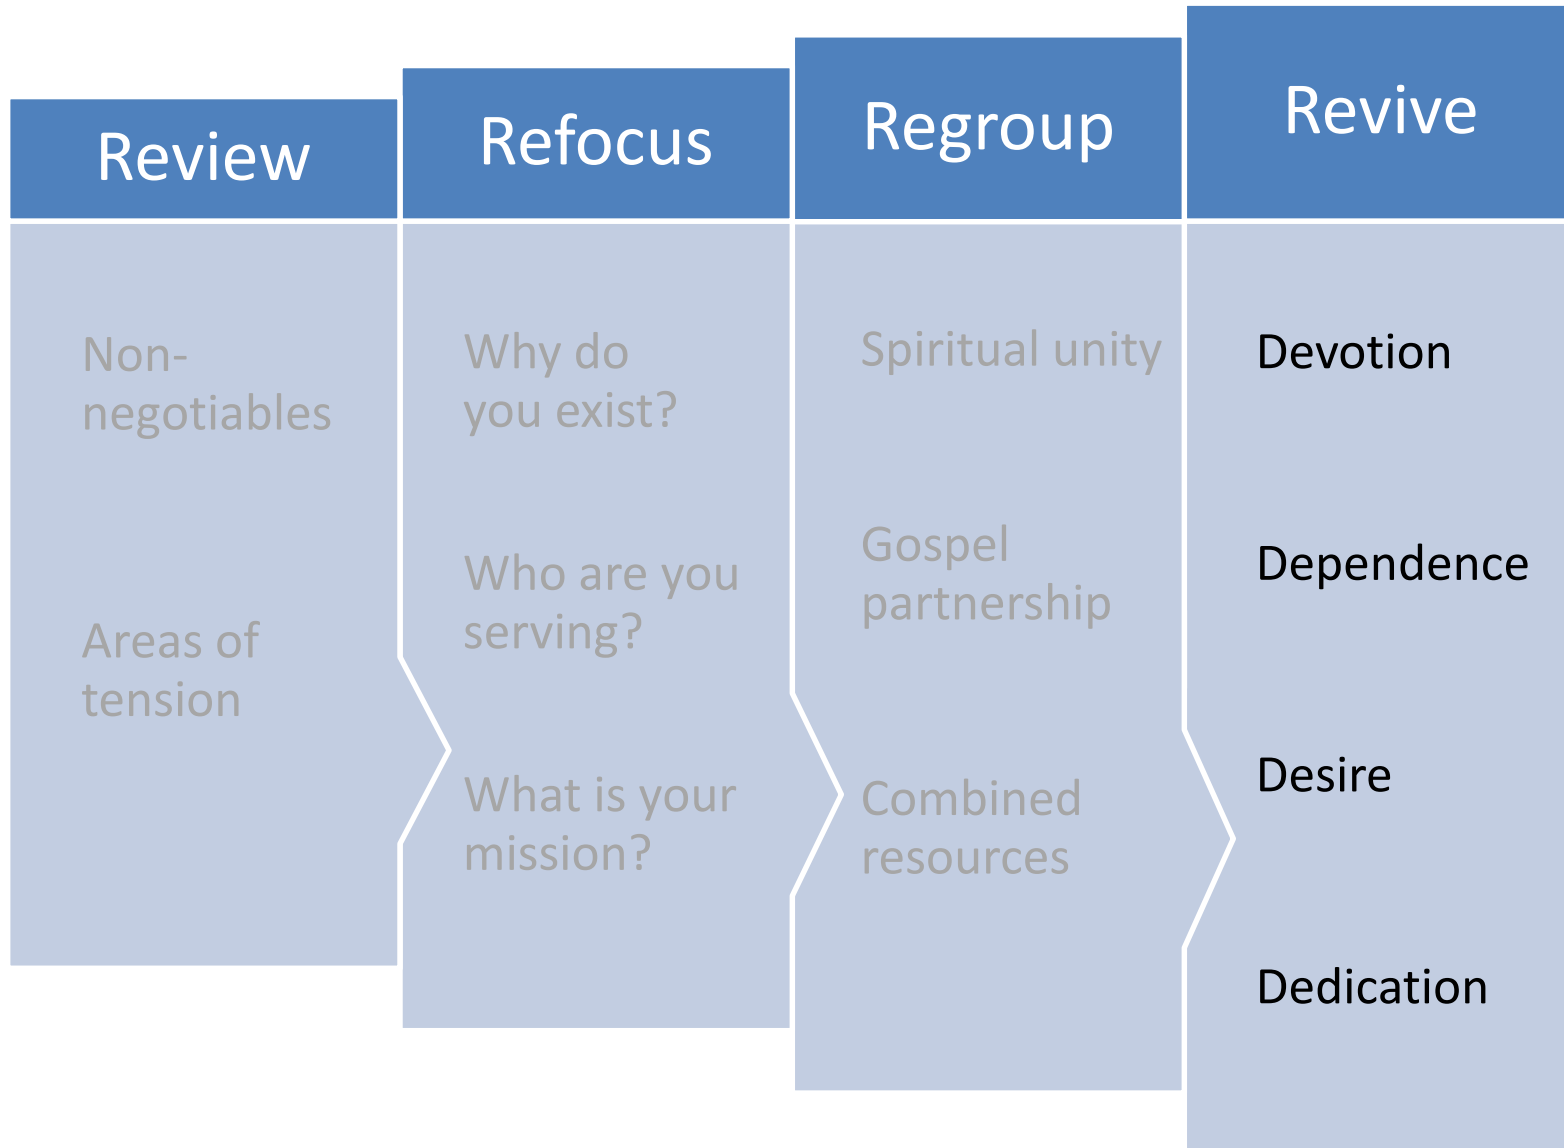 Review
Non-
negotiables
Areas of
tension
Refocus
Why do
you exist?
Who are you
serving?
What is your
mission?
Regroup
Spiritual unity
Gospel
partnership
Combined
resources
Revive
Devotion
Dependence
Desire
Dedication